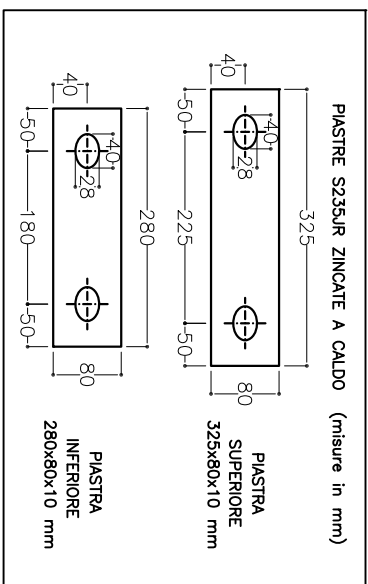 PIASTRE S235JR ZINCATE A CALDO (misure in mm)
325
40
40
28
80
50
225
50
PIASTRA
SUPERIORE
325x80x10 mm
280
40
40
28
80
50
180
50
PIASTRA
INFERIORE
280x80x10 mm